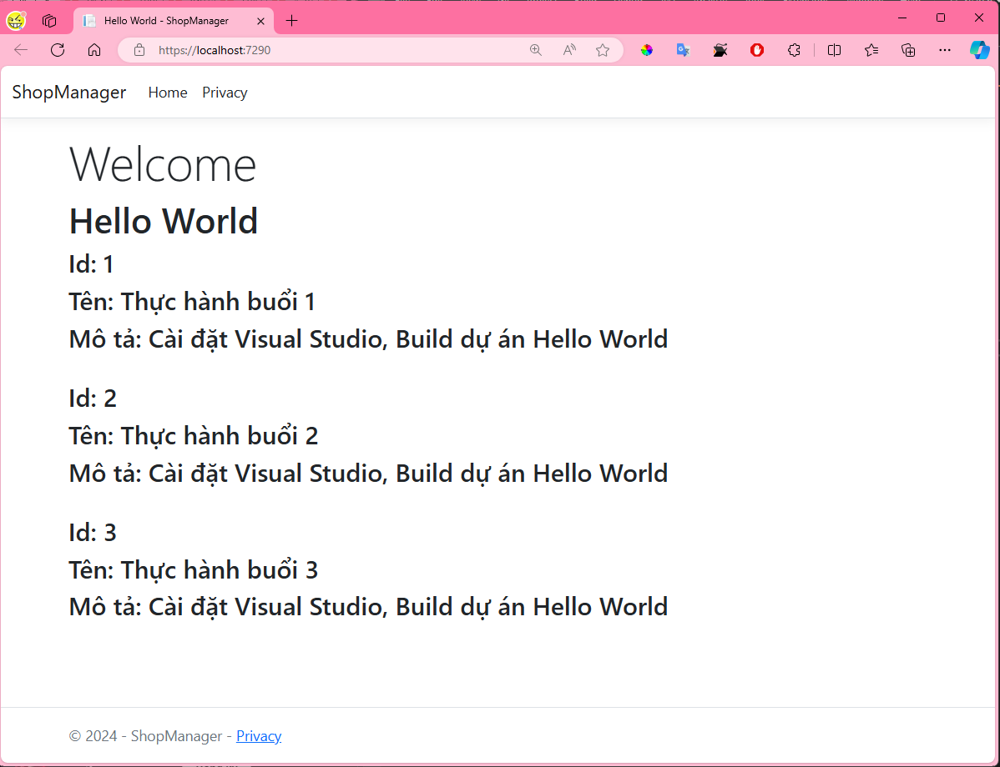 Hello World - ShopManager
https://localhost:7290
ShopManager Home Privacy
Welcome
Hello World
Id: 1
Tên: Thực hành buổi 1
Mô tả: Cài đặt Visual Studio, Build dự án Hello World
Id: 2
Tên: Thực hành buổi 2
Mô tả: Cài đặt Visual Studio, Build dự án Hello World
Id: 3
Tên: Thực hành buổi 3
Mô tả: Cài đặt Visual Studio, Build dự án Hello World
© 2024 - ShopManager - Privacy